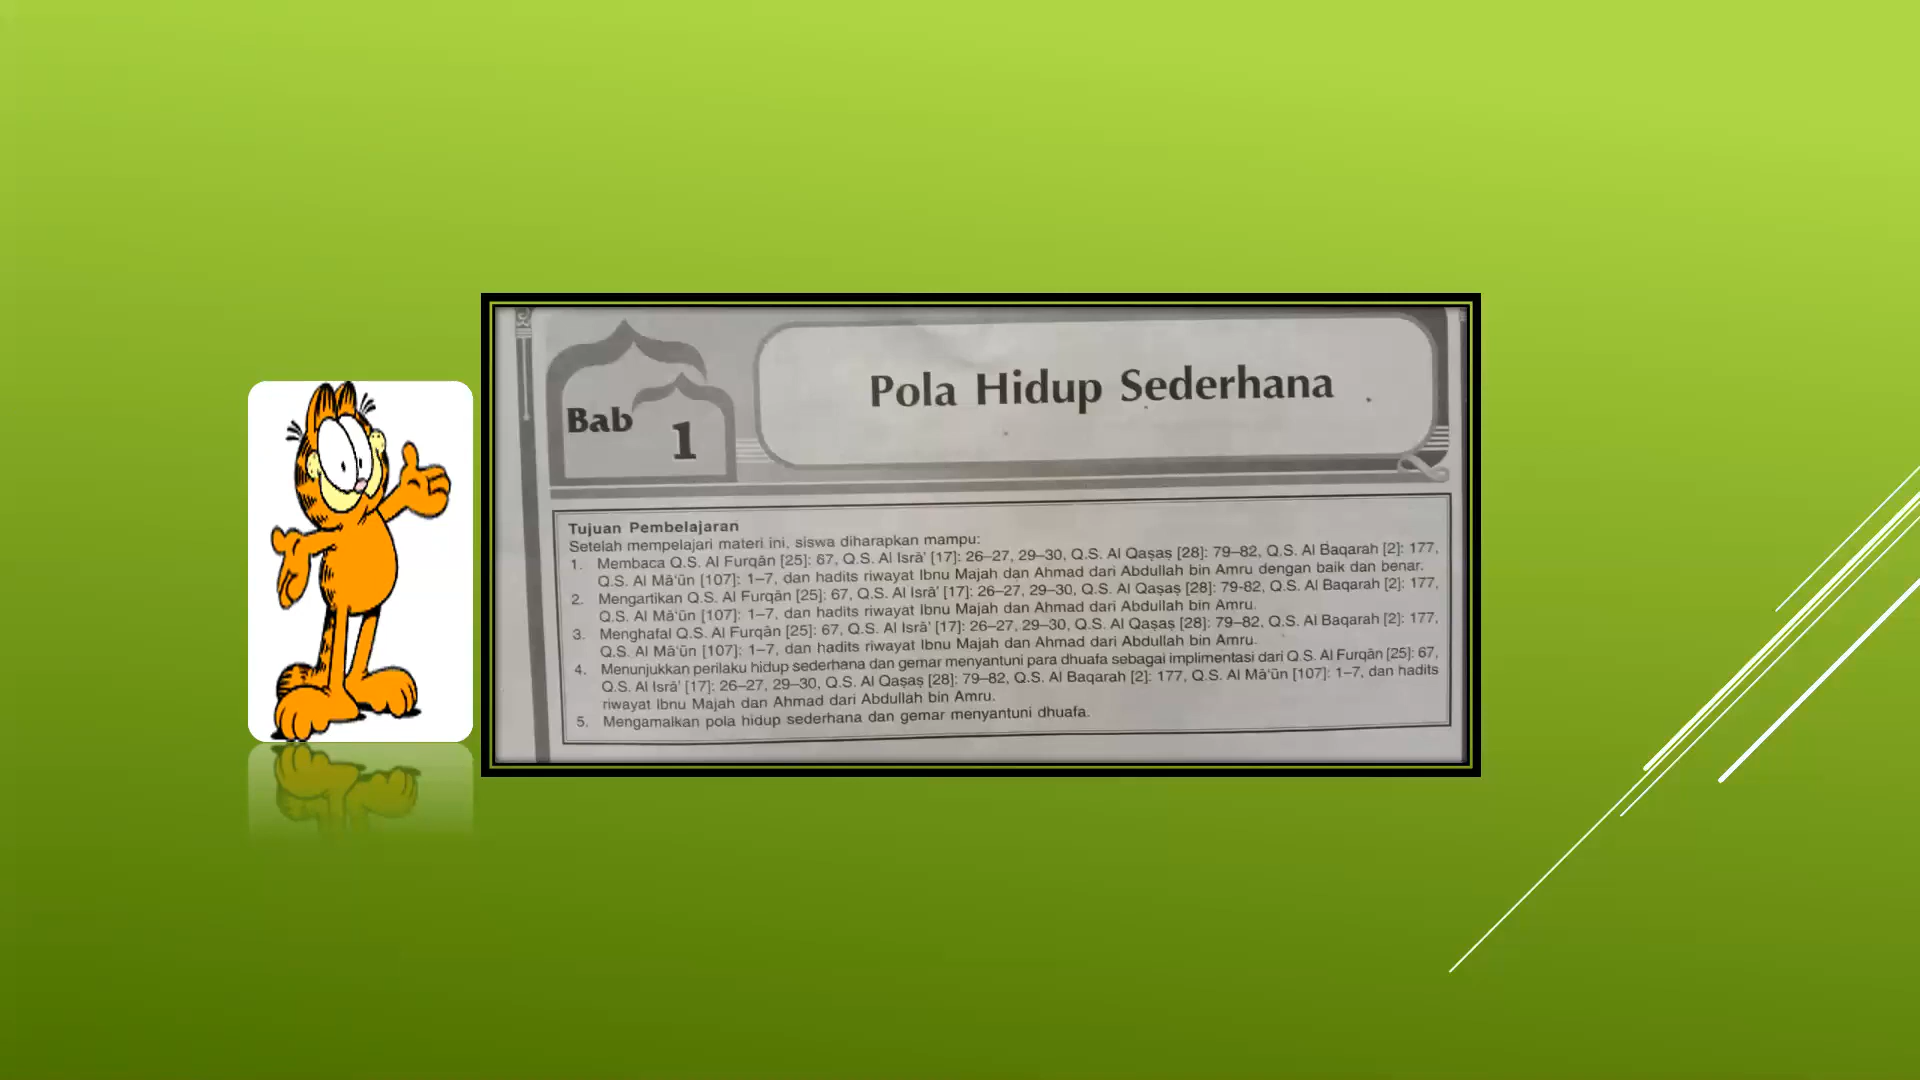 Bab
1
Pola Hidup Sederhana
Tujuan Pembelajaran
Setelah mempelajari materi ini, siswa diharapkan mampu:
1. Membaca Q.S. Al Furqān [25]: 67, Q.S. Al Isrā' [17]: 26–27, 29–30, Q.S. Al Qaṣaṣ [28]: 79–82, Q.S. Al Baqarah [2]: 177,
Q.S. Al Mā'ūn [107]: 1–7, dan hadits riwayat Ibnu Majah dan Ahmad dari Abdullah bin Amru dengan baik dan benar.
2. Mengartikan Q.S. Al Furqān [25]: 67, Q.S. Al Isrā' [17]: 26–27, 29–30, Q.S. Al Qaṣaṣ [28]: 79-82, Q.S. Al Baqarah [2]: 177,
Q.S. Al Mā'ūn [107]: 1–7, dan hadits riwayat Ibnu Majah dan Ahmad dari Abdullah bin Amru.
3. Menghafal Q.S. Al Furqān [25]: 67, Q.S. Al Isrā' [17]: 26–27, 29–30, Q.S. Al Qaṣaṣ [28]: 79–82, Q.S. Al Baqarah [2]: 177,
Q.S. Al Mā'ūn [107]: 1–7, dan hadits riwayat Ibnu Majah dan Ahmad dari Abdullah bin Amru.
4. Menunjukkan perilaku hidup sederhana dan gemar menyantuni para dhuafa sebagai implimentasi dari Q.S. Al Furqān [25]: 67,
Q.S. Al Isrā' [17]: 26–27, 29–30, Q.S. Al Qaṣaṣ [28]: 79–82, Q.S. Al Baqarah [2]: 177, Q.S. Al Mā'ūn [107]: 1–7, dan hadits
riwayat Ibnu Majah dan Ahmad dari Abdullah bin Amru.
5. Mengamalkan pola hidup sederhana dan gemar menyantuni dhuafa.